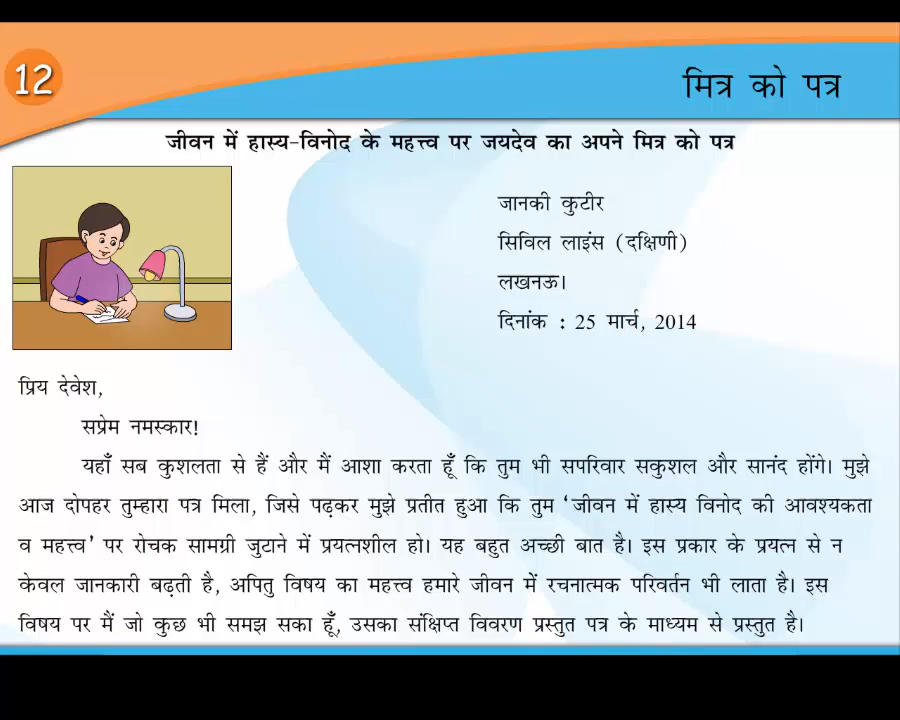 12
मित्र को पत्र
जीवन में हास्य-विनोद के महत्त्व पर जयदेव का अपने मित्र को पत्र
जानकी कुटीर
सिविल लाइंस (दक्षिणी)
लखनऊ।
दिनांक : 25 मार्च, 2014
प्रिय देवेश,
सप्रेम नमस्कार!
यहाँ सब कुशलता से हैं और मैं आशा करता हूँ कि तुम भी सपरिवार सकुशल और सानंद होंगे। मुझे
आज दोपहर तुम्हारा पत्र मिला, जिसे पढ़कर मुझे प्रतीत हुआ कि तुम ‘जीवन में हास्य विनोद की आवश्यकता
व महत्त्व’ पर रोचक सामग्री जुटाने में प्रयत्नशील हो। यह बहुत अच्छी बात है। इस प्रकार के प्रयत्न से न
केवल जानकारी बढ़ती है, अपितु विषय का महत्त्व हमारे जीवन में रचनात्मक परिवर्तन भी लाता है। इस
विषय पर मैं जो कुछ भी समझ सका हूँ, उसका संक्षिप्त विवरण प्रस्तुत पत्र के माध्यम से प्रस्तुत है।